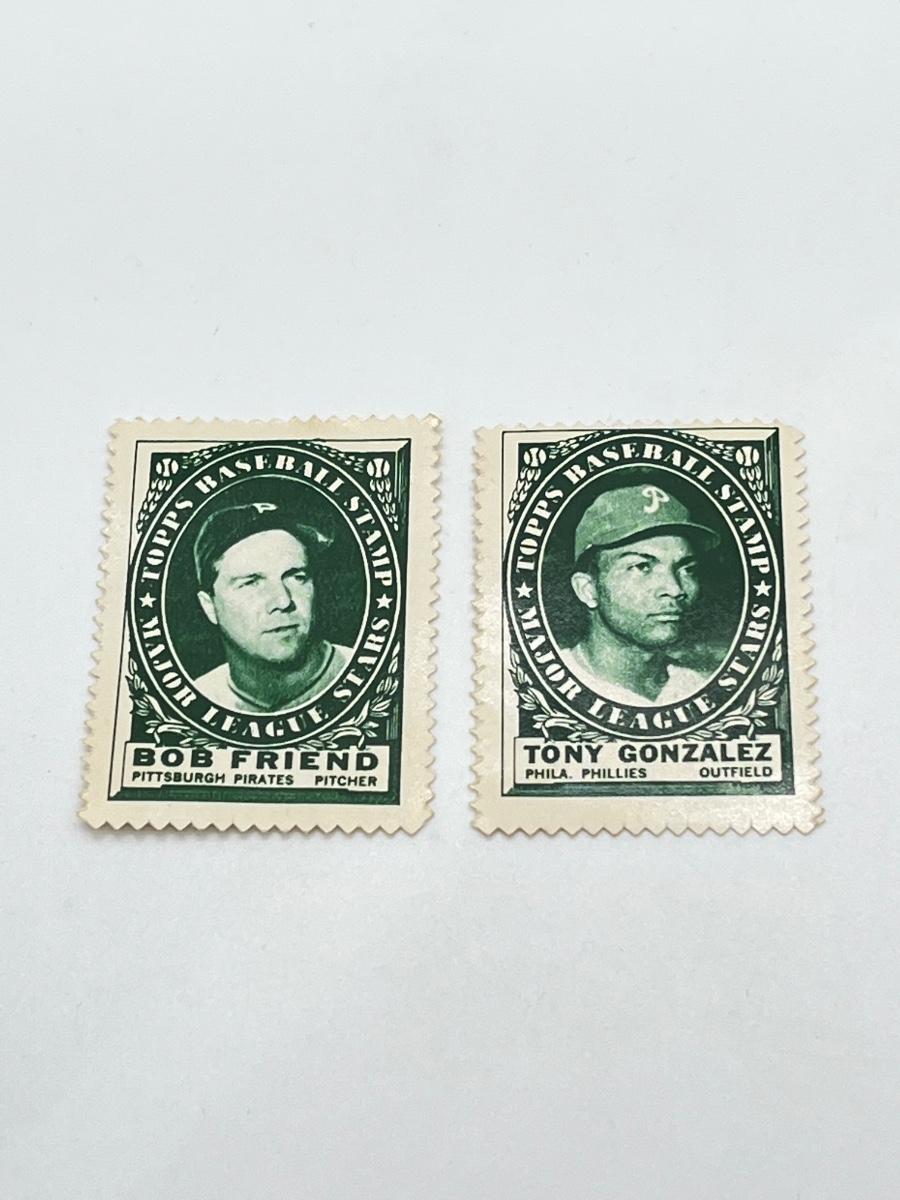 TOPPS BASEBALL STAMP
★ MAJOR LEAGUE STARS ★
P
BOB FRIEND
PITTSBURGH PIRATES PITCHER
TOPPS BASEBALL STAMP
★ MAJOR LEAGUE STARS ★
P
TONY GONZALEZ
PHILA. PHILLIES OUTFIELD